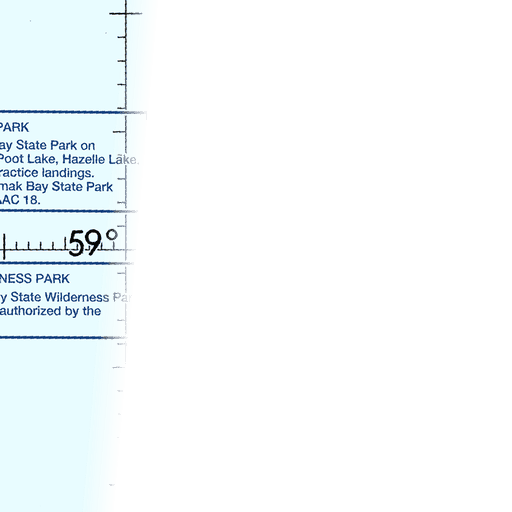 PARK
ay State Park on
Poot Lake, Hazelle Lake.
ractice landings.
mak Bay State Park
AAC 18.
59°
NESS PARK
y State Wilderness Pa
authorized by the